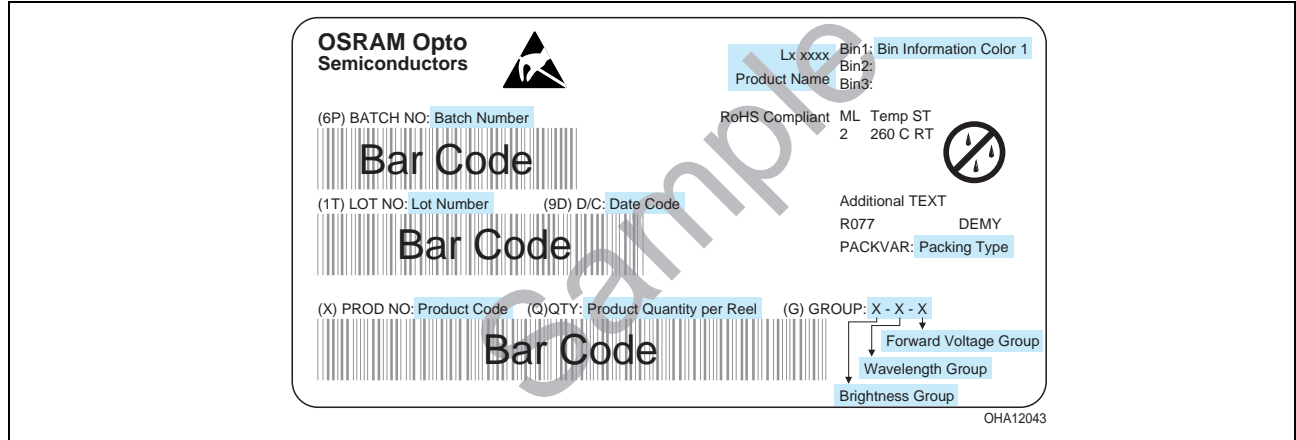 OSRAM Opto
Semiconductors
Lx xxxx
Product Name
Bin1: Bin Information Color 1
Bin2:
Bin3:
(6P) BATCH NO: Batch Number
Bar Code
RoHS Compliant
ML Temp ST
2 260 C RT
(1T) LOT NO: Lot Number (9D) D/C: Date Code
Bar Code
Additional TEXT
R077 DEMY
PACKVAR: Packing Type
(X) PROD NO: Product Code (Q)QTY: Product Quantity per Reel (G) GROUP: X - X - X
Bar Code
Forward Voltage Group
Wavelength Group
Brightness Group
Sample
OHA12043